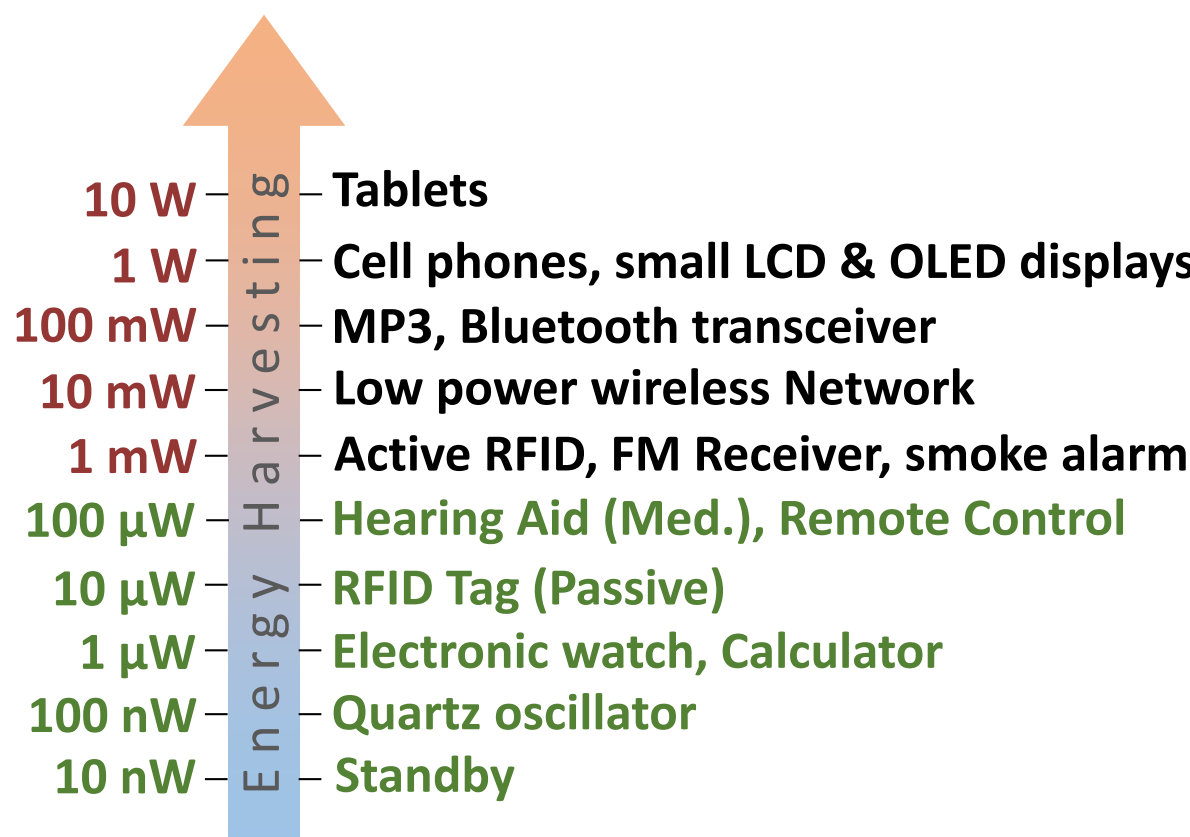 10 W Tablets
1 W Cell phones, small LCD & OLED displays
100 mW MP3, Bluetooth transceiver
10 mW Low power wireless Network
1 mW Active RFID, FM Receiver, smoke alarm
100 µW Hearing Aid (Med.), Remote Control
10 µW RFID Tag (Passive)
1 µW Electronic watch, Calculator
100 nW Quartz oscillator
10 nW Standby
Energy Harvesting